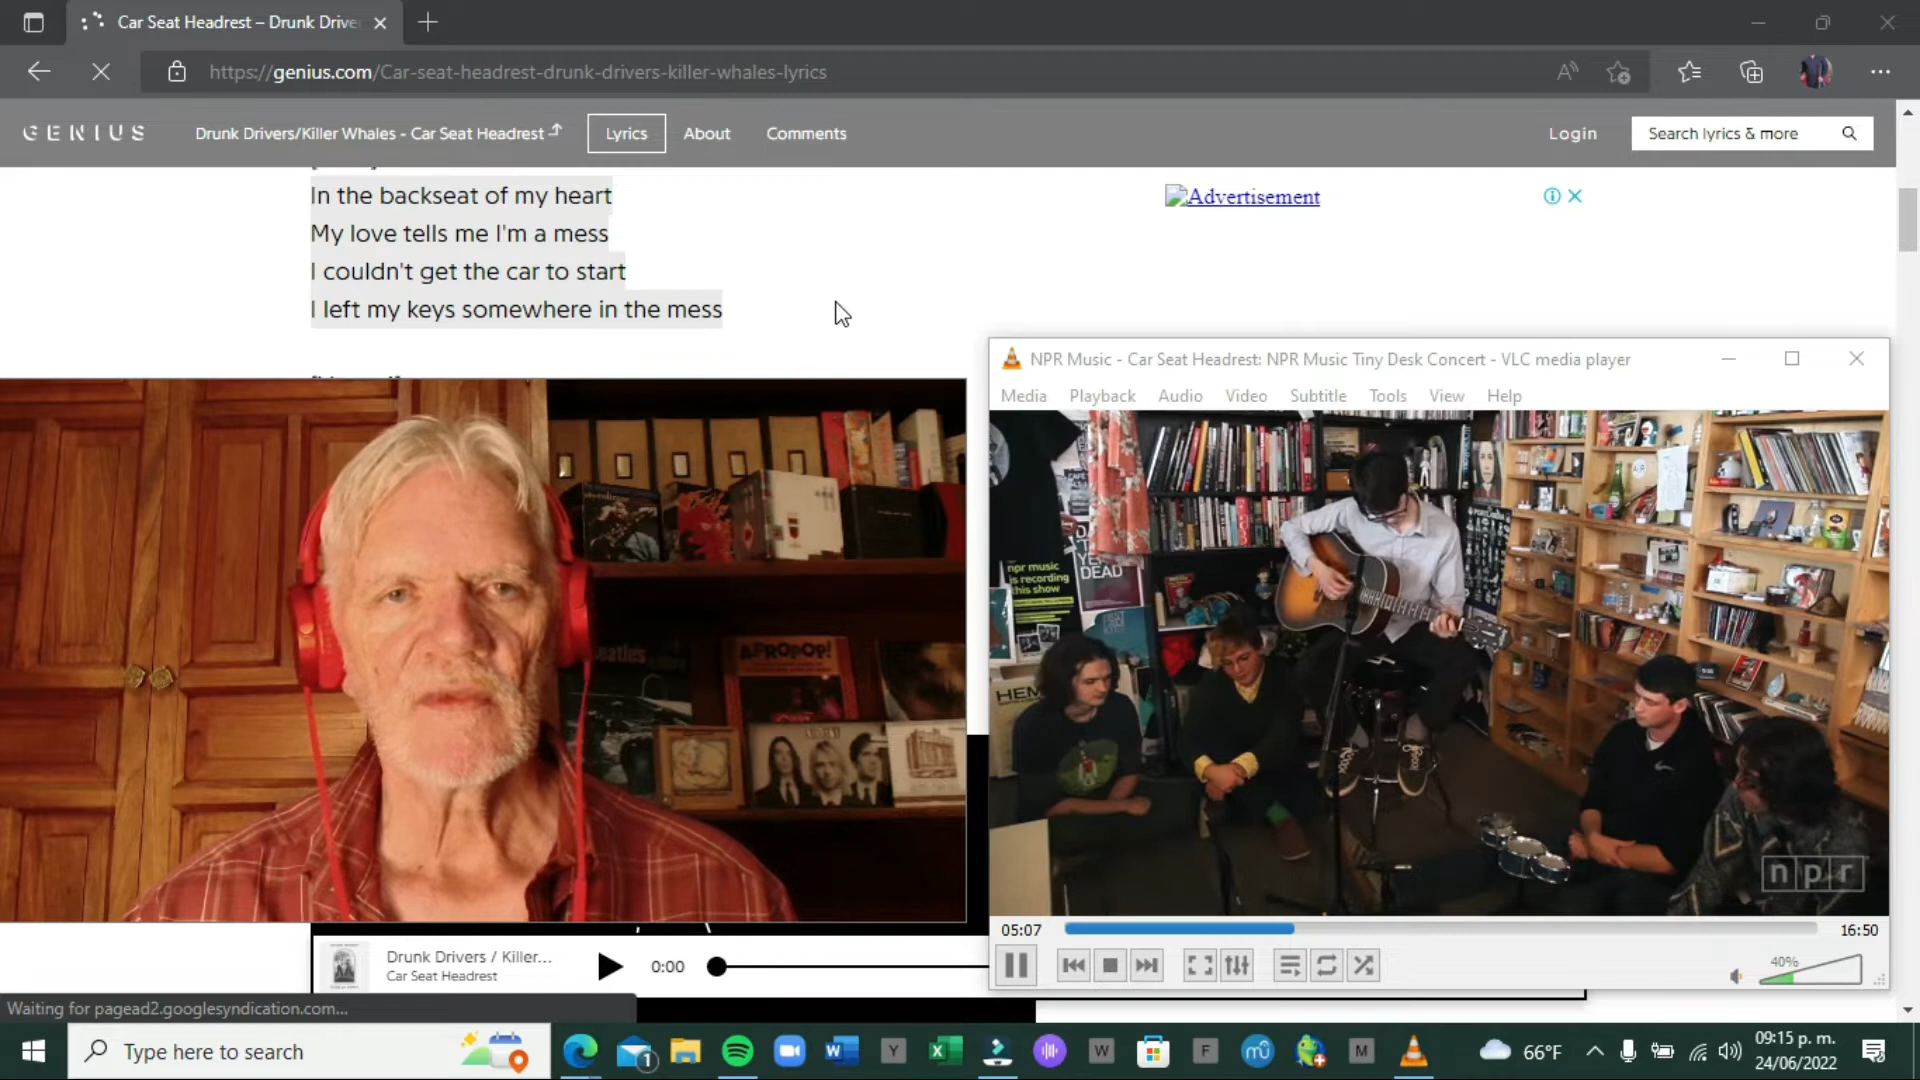 Car Seat Headrest – Drunk Drive
https://genius.com/Car-seat-headrest-drunk-drivers-killer-whales-lyrics
GENIUS
Drunk Drivers/Killer Whales - Car Seat Headrest
Lyrics
About
Comments
Login
Search lyrics & more
In the backseat of my heart
My love tells me I'm a mess
I couldn't get the car to start
I left my keys somewhere in the mess
Advertisement
NPR Music - Car Seat Headrest: NPR Music Tiny Desk Concert - VLC media player
Media Playback Audio Video Subtitle Tools View Help
npr music
is recording
this show
DEAD
HEM
npr
Beatles
APROPOP!
05:07
16:50
40%
Drunk Drivers / Killer...
Car Seat Headrest
0:00
Waiting for pagead2.googlesyndication.com...
Type here to search
1
W
Y
X
W
F
mü
M
66°F
09:15 p. m.
24/06/2022